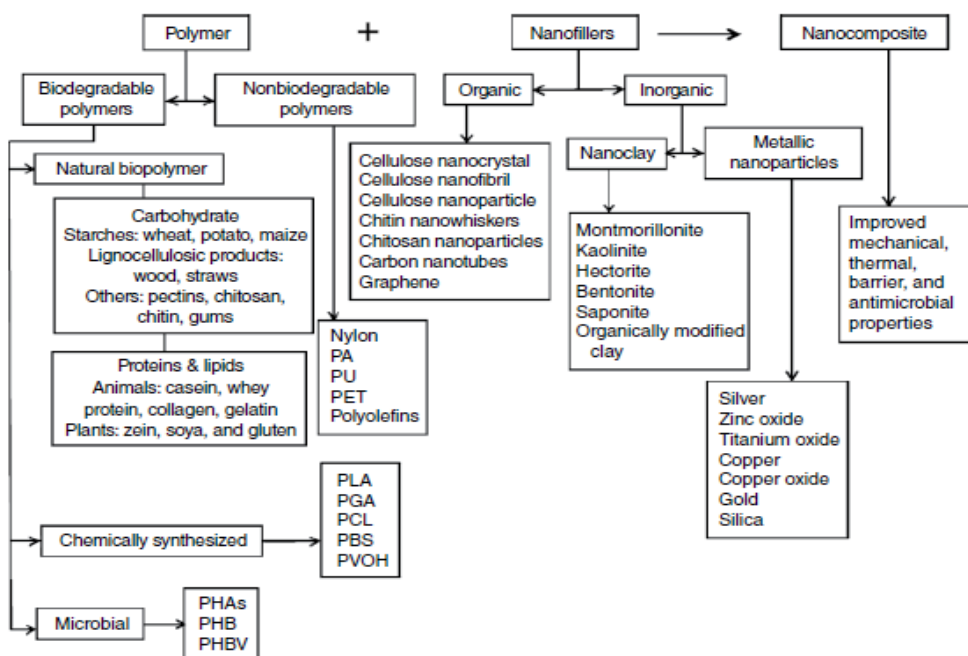 Polymer
+
Nanofillers
Nanocomposite
Biodegradable
polymers
Nonbiodegradable
polymers
Organic
Inorganic
Natural biopolymer
Nanoclay
Metallic
nanoparticles
Carbohydrate
Starches: wheat, potato, maize
Lignocellulosic products:
wood, straws
Others: pectins, chitosan,
chitin, gums
Proteins & lipids
Animals: casein, whey
protein, collagen, gelatin
Plants: zein, soya, and gluten
Nylon
PA
PU
PET
Polyolefins
Cellulose nanocrystal
Cellulose nanofibril
Cellulose nanoparticle
Chitin nanowhiskers
Chitosan nanoparticles
Carbon nanotubes
Graphene
Montmorillonite
Kaolinite
Hectorite
Bentonite
Saponite
Organically modified
clay
Improved
mechanical,
thermal,
barrier, and
antimicrobial
properties
Silver
Zinc oxide
Titanium oxide
Copper
Copper oxide
Gold
Silica
Chemically synthesized
PLA
PGA
PCL
PBS
PVOH
Microbial
PHAs
PHB
PHBV